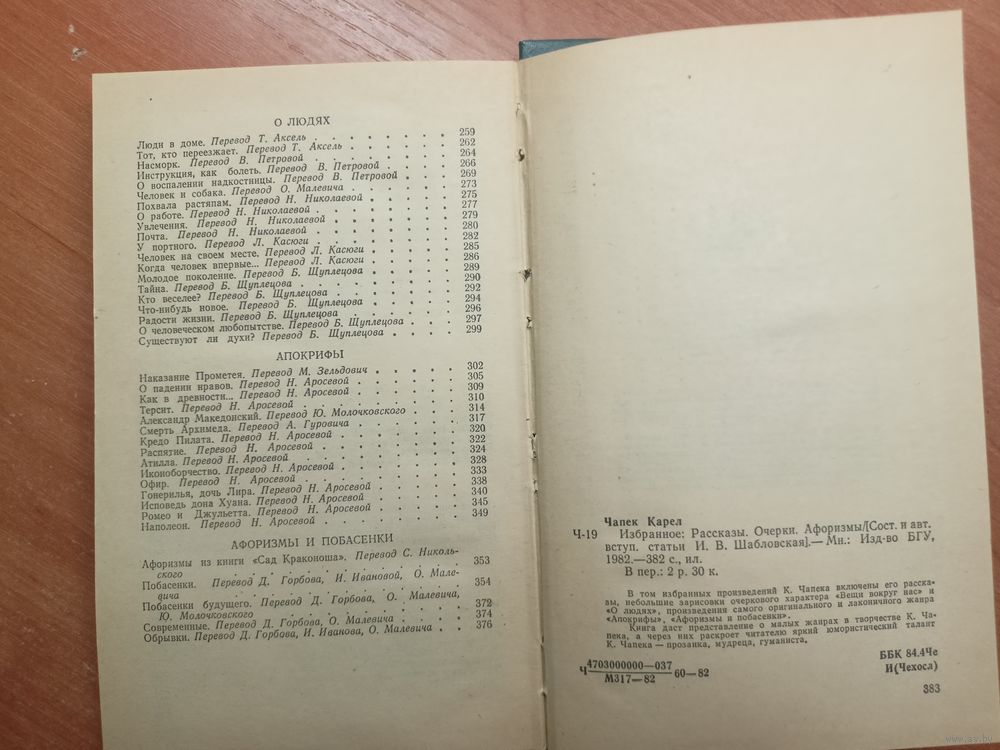 О ЛЮДЯХ
Люди в доме. Перевод Т. Аксель . . . . . . . 259
Тот, кто переезжает. Перевод Т. Аксель . . . . . 262
Насморк. Перевод В. Петровой . . . . . . . 264
Инструкция, как болеть. Перевод В. Петровой . . . . 266
О воспалении надкостницы. Перевод В. Петровой . . . 269
Человек и собака. Перевод О. Малевича . . . . . 273
Похвала растяпам. Перевод Н. Николаевой . . . . . 275
О работе. Перевод Н. Николаевой . . . . . . 277
Увлечения. Перевод Н. Николаевой . . . . . . 279
Почта. Перевод Н. Николаевой . . . . . . . 280
У портного. Перевод Л. Касюги . . . . . . . 282
Человек на своем месте. Перевод Л. Касюги . . . . 285
Когда человек впервые... Перевод Л. Касюги . . . . 286
Молодое поколение. Перевод Б. Щуплецова . . . . . 289
Тайна. Перевод Б. Щуплецова . . . . . . . 290
Кто веселее? Перевод Б. Щуплецова . . . . . . 292
Что-нибудь новое. Перевод Б. Щуплецова . . . . . 294
Радости жизни. Перевод Б. Щуплецова . . . . . 296
О человеческом любопытстве. Перевод Б. Щуплецова . . . 297
Существуют ли духи? Перевод Б. Щуплецова . . . . 299
АПОКРИФЫ
Наказание Прометея. Перевод М. Зельдович . . . . . 302
О падении нравов. Перевод Н. Аросевой . . . . . 305
Как в древности... Перевод Н. Аросевой . . . . . 309
Терсит. Перевод Н. Аросевой . . . . . . . 310
Александр Македонский. Перевод Ю. Молочковского . . . 314
Смерть Архимеда. Перевод А. Гуровича . . . . . 317
Кредо Пилата. Перевод Н. Аросевой . . . . . . 320
Распятие. Перевод Н. Аросевой . . . . . . . 322
Атилла. Перевод Н. Аросевой . . . . . . . 324
Иконоборчество. Перевод Н. Аросевой . . . . . . 328
Офир. Перевод Н. Аросевой . . . . . . . 333
Гонерилья, дочь Лира. Перевод Н. Аросевой . . . . 338
Исповедь дона Хуана. Перевод Н. Аросевой . . . . 340
Ромео и Джульетта. Перевод Н. Аросевой . . . . . 345
Наполеон. Перевод Н. Аросевой . . . . . . . 349
АФОРИЗМЫ И ПОБАСЕНКИ
Афоризмы из книги «Сад Краконоша». Перевод С. Николь-
ского . . . . . . . . . . . 353
Побасенки. Перевод Д. Горбова, И. Ивановой, О. Мале-
вича . . . . . . . . . . . 354
Побасенки будущего. Перевод Д. Горбова, О. Малевича,
Ю. Молочковского . . . . . . . . . 372
Современные. Перевод Д. Горбова, О. Малевича . . . . 374
Обрывки. Перевод Д. Горбова, И. Иванова, О. Малевича . . 376
Чапек Карел
Ч-19 Избранное: Рассказы. Очерки. Афоризмы/[Сост. и авт.
вступ. статьи И. В. Шабловская].— Мн.: Изд-во БГУ,
1982.—382 с., ил.
В пер.: 2 р. 30 к.
В том избранных произведений К. Чапека включены его расска-
зы, небольшие зарисовки очеркового характера «Вещи вокруг нас» и
«О людях», произведения самого оригинального и лаконичного жанра
«Апокрифы», «Афоризмы и побасенки».
Книга даст представление о малых жанрах в творчестве К. Ча-
пека, а через них раскроет читателю яркий юмористический талант
К. Чапека — прозаика, мудреца, гуманиста.
Ч 4703000000—037 60—82
М317—82
ББК 84.4Че
И(Чехосл)
383
www.av.by